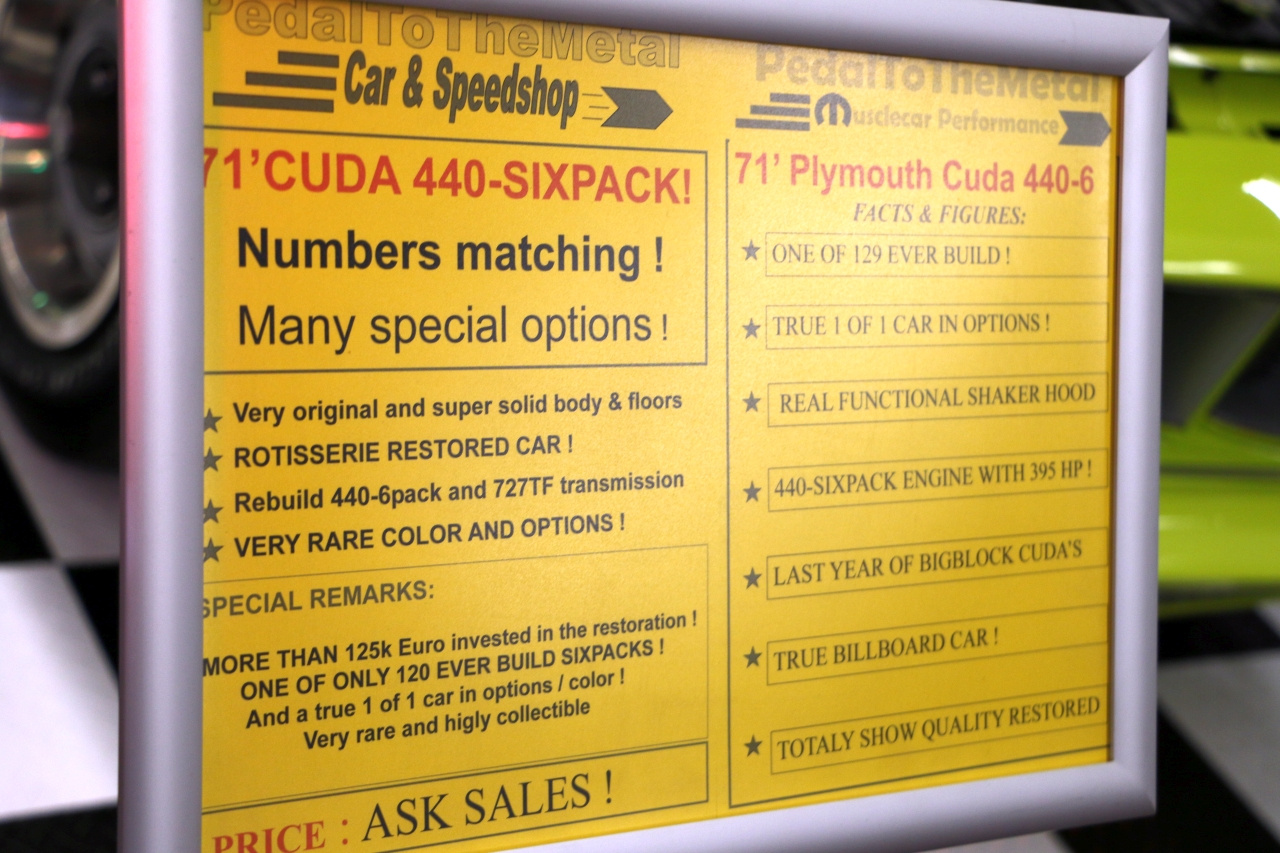 PedalToTheMetal
Car & Speedshop
71'CUDA 440-SIXPACK!
Numbers matching !
Many special options !
Very original and super solid body & floors
ROTISSERIE RESTORED CAR !
Rebuild 440-6pack and 727TF transmission
VERY RARE COLOR AND OPTIONS !
SPECIAL REMARKS:
MORE THAN 125k Euro invested in the restoration !
ONE OF ONLY 120 EVER BUILD SIXPACKS !
And a true 1 of 1 car in options / color !
Very rare and higly collectible
PRICE : ASK SALES !
PedalToTheMetal
Musclecar Performance
71' Plymouth Cuda 440-6
FACTS & FIGURES:
ONE OF 129 EVER BUILD !
TRUE 1 OF 1 CAR IN OPTIONS !
REAL FUNCTIONAL SHAKER HOOD
440-SIXPACK ENGINE WITH 395 HP !
LAST YEAR OF BIGBLOCK CUDA'S
TRUE BILLBOARD CAR !
TOTALY SHOW QUALITY RESTORED